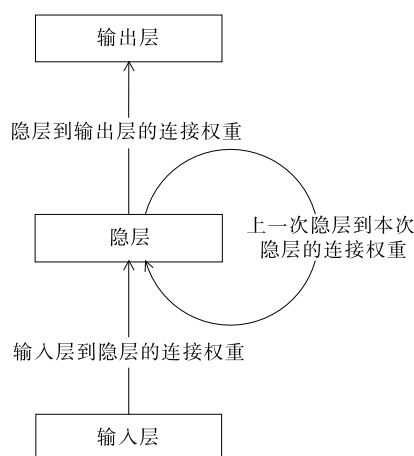 输出层
隐层到输出层的连接权重
隐层
上一次隐层到本次
隐层的连接权重
输入层到隐层的连接权重
输入层